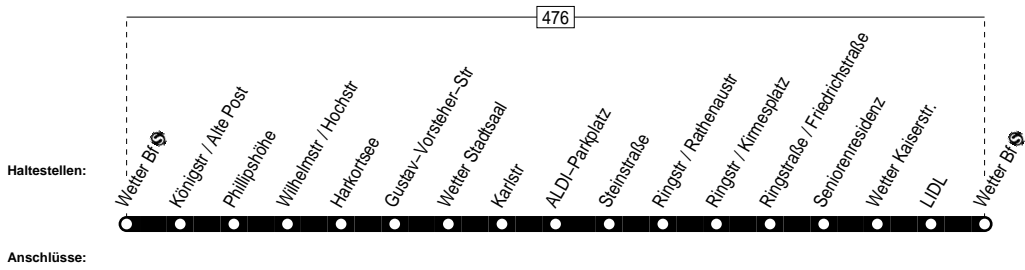 476
Haltestellen:
Wetter Bf S
Königstr / Alte Post
Phillipshöhe
Wilhelmstr / Hochstr
Harkortsee
Gustav-Vorsteher-Str
Wetter Stadtsaal
Karlstr
ALDI-Parkplatz
Steinstraße
Ringstr / Rathenaustr
Ringstr / Kirmesplatz
Ringstraße / Friedrichstraße
Seniorenresidenz
Wetter Kaiserstr.
LIDL
Wetter Bf S
Anschlüsse: